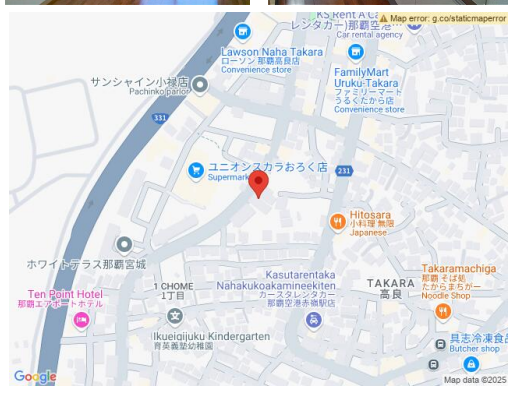 KS Rent A Car
レンタカー)那覇空港
Car rental agency
Map error: g.co/staticmaperror
Lawson Naha Takara
ローソン 那覇高良店
Convenience store
FamilyMart
Uruku-Takara
ファミリーマート
うるくたから店
Convenience store
サンシャイン小禄店
Pachinko parlor
331
ユニオンスカラおろく店
Supermark
231
Hitosara
小料理 無限
Japanese
ホワイトテラス那覇宮城
Kasutarentaka
Nahakukoakamineekiten
カースタレンタカー
那覇空港赤嶺駅店
TAKARA
高良
Takaramachiga
那覇 そば処
たからまちがー
Noodle Shop
Ten Point Hotel
那覇エアポートホテル
1 CHOME
1丁目
Ikueigijuku Kindergarten
育英義塾幼稚園
具志冷凍食品
Butcher shop
Google
Map data ©2025